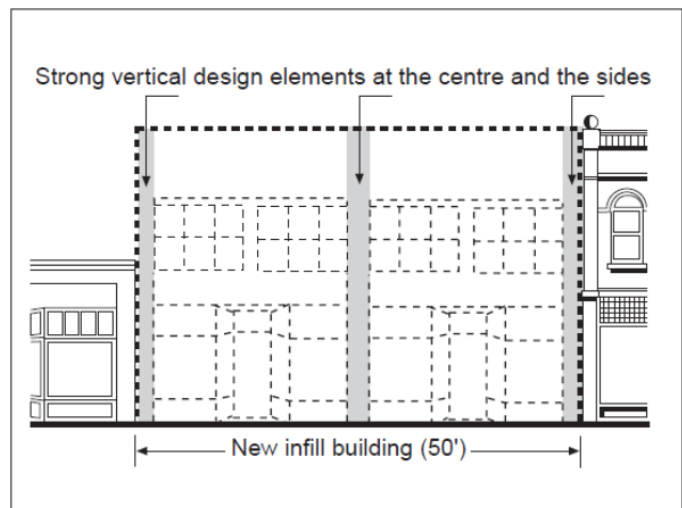 Strong vertical design elements at the centre and the sides
New infill building (50')